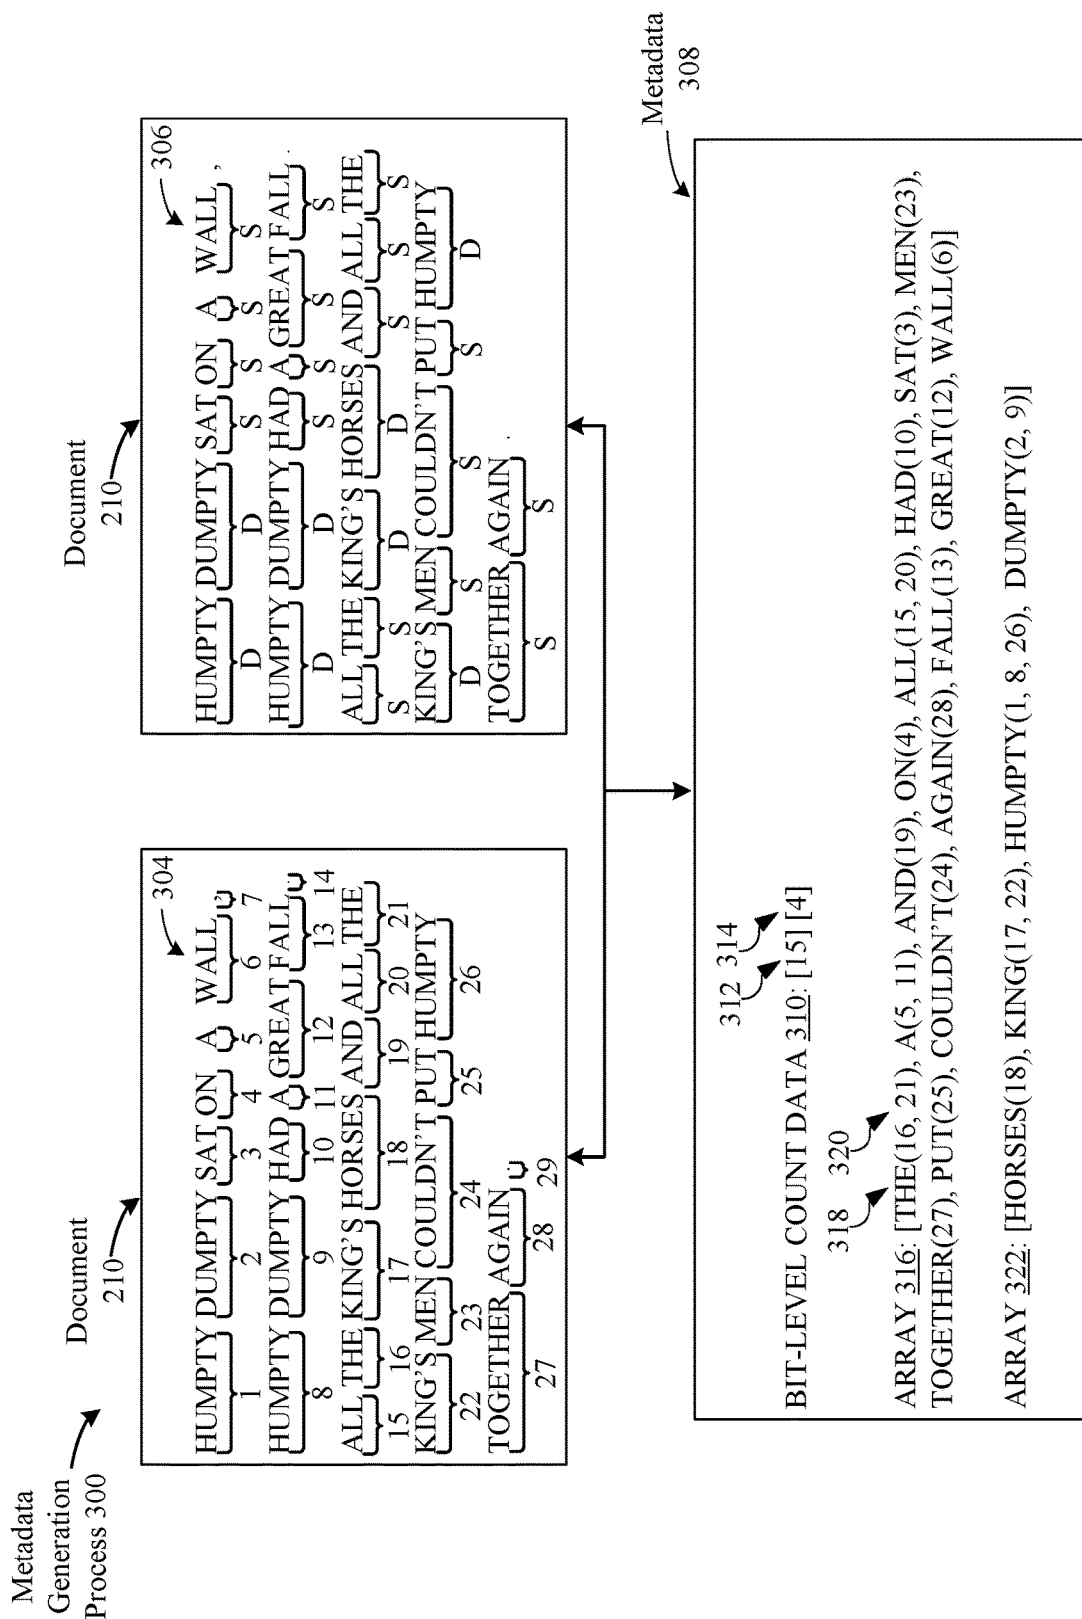 Metadata
Generation
Process 300
Document
210
304
HUMPTY DUMPTY SAT ON A WALL ,
1 2 3 4 5 6 7
HUMPTY DUMPTY HAD A GREAT FALL .
8 9 10 11 12 13 14
ALL THE KING'S HORSES AND ALL THE
15 16 17 18 19 20 21
KING'S MEN COULDN'T PUT HUMPTY
22 23 24 25 26
TOGETHER AGAIN .
27 28 29
Document
210
306
HUMPTY DUMPTY SAT ON A WALL ,
D D S S S S
HUMPTY DUMPTY HAD A GREAT FALL .
D D S S S S
ALL THE KING'S HORSES AND ALL THE
S S D D S S S
KING'S MEN COULDN'T PUT HUMPTY
D S S S D
TOGETHER AGAIN .
S S
Metadata
308
312 314
BIT-LEVEL COUNT DATA 310: [15] [4]
318 320
ARRAY 316: [THE(16, 21), A(5, 11), AND(19), ON(4), ALL(15, 20), HAD(10), SAT(3), MEN(23),
TOGETHER(27), PUT(25), COULDN'T(24), AGAIN(28), FALL(13), GREAT(12), WALL(6)]
ARRAY 322: [HORSES(18), KING(17, 22), HUMPTY(1, 8, 26), DUMPTY(2, 9)]